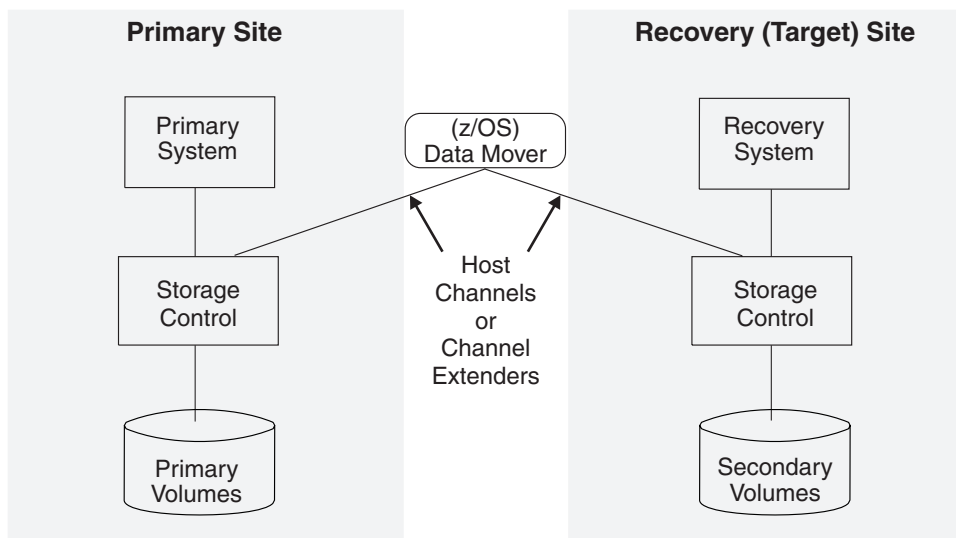 Primary Site
Recovery (Target) Site
Primary
System
(z/OS)
Data Mover
Recovery
System
Storage
Control
Host
Channels
or
Channel
Extenders
Storage
Control
Primary
Volumes
Secondary
Volumes